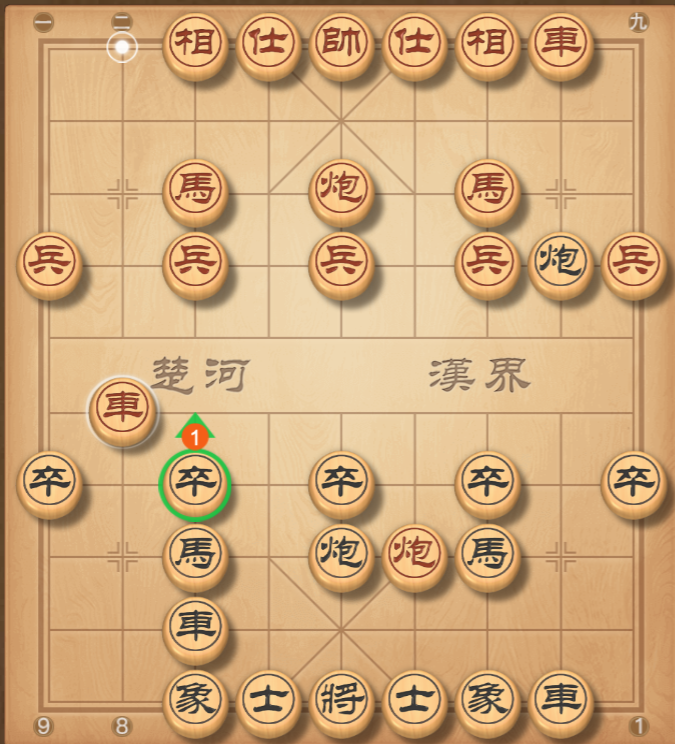 一 二 九
相 仕 帥 仕 相 車
馬 炮 馬
兵 兵 兵 兵 炮 兵
楚河 漢界
車
1
卒 卒 卒 卒 卒
馬 炮 炮 馬
車
象 士 將 士 象 車
9 8 1